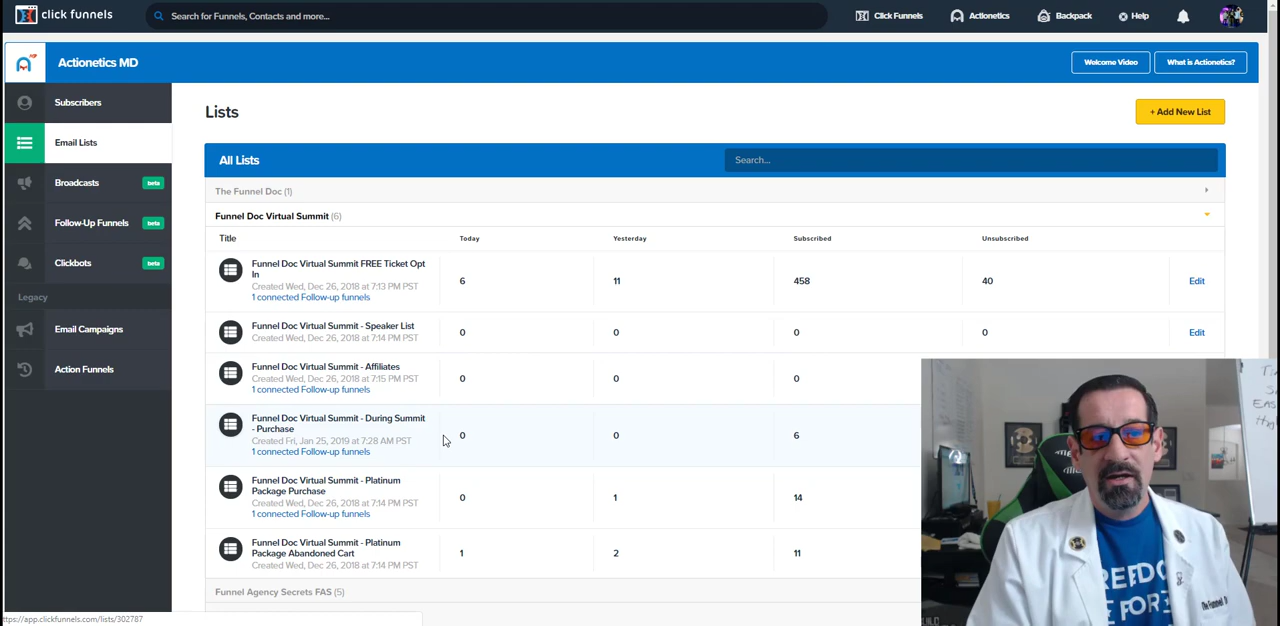 click funnels
Search for Funnels, Contacts and more...
Click Funnels
Actionetics
Backpack
Help
Actionetics MD
Welcome Video
What is Actionetics?
Subscribers
Email Lists
Broadcasts beta
Follow-Up Funnels beta
Clickbots beta
Legacy
Email Campaigns
Action Funnels
Lists
+ Add New List
All Lists
Search...
The Funnel Doc (1)
Funnel Doc Virtual Summit (6)
Title Today Yesterday Subscribed Unsubscribed
Funnel Doc Virtual Summit FREE Ticket Opt
In
Created Wed, Dec 26, 2018 at 7:13 PM PST
1 connected Follow-up funnels
6 11 458 40 Edit
Funnel Doc Virtual Summit - Speaker List
Created Wed, Dec 26, 2018 at 7:14 PM PST
0 0 0 0 Edit
Funnel Doc Virtual Summit - Affiliates
Created Wed, Dec 26, 2018 at 7:15 PM PST
1 connected Follow-up funnels
0 0 0
Funnel Doc Virtual Summit - During Summit
- Purchase
Created Fri, Jan 25, 2019 at 7:28 AM PST
1 connected Follow-up funnels
0 0 6
Funnel Doc Virtual Summit - Platinum
Package Purchase
Created Wed, Dec 26, 2018 at 7:14 PM PST
1 connected Follow-up funnels
0 1 14
Funnel Doc Virtual Summit - Platinum
Package Abandoned Cart
Created Wed, Dec 26, 2018 at 7:14 PM PST
1 2 11
Funnel Agency Secrets FAS (5)
ttps://app.clickfunnels.com/lists/302787
The Funnel D